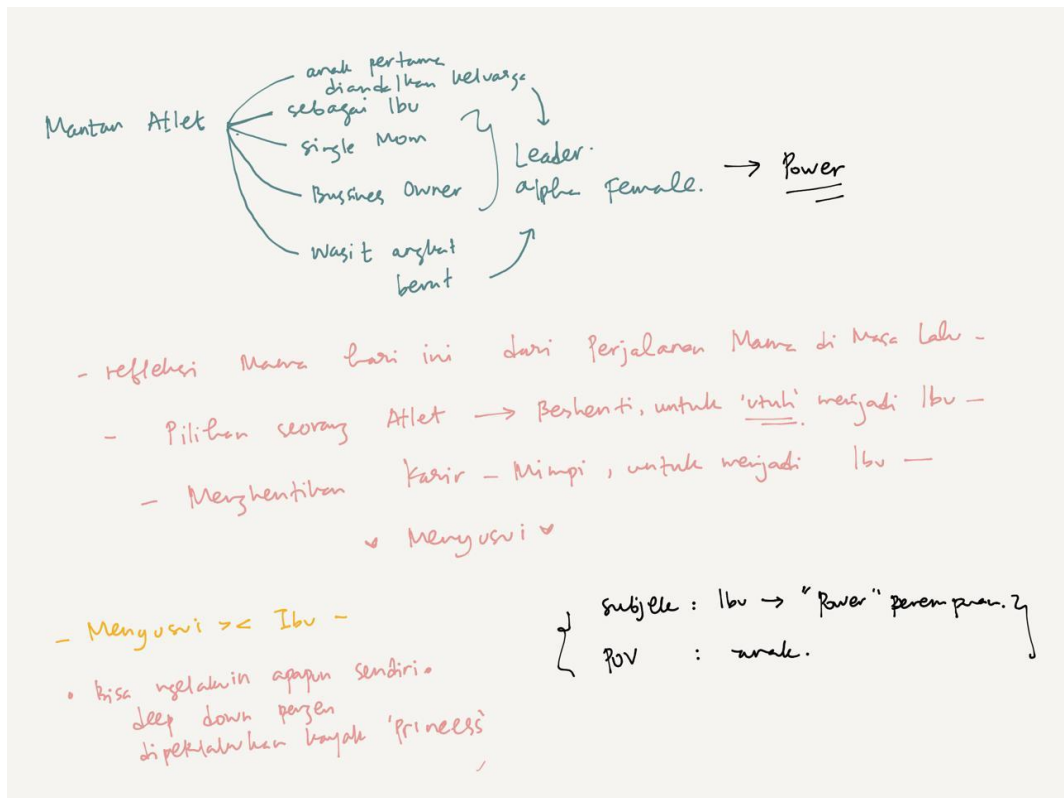 Mantan Atlet
anak pertama
diandalkan keluarga
sebagai Ibu
single Mom
Bussines Owner
Wasit angkat
berat
Leader.
alpha Female.
→ Power
- refleksi Mama hari ini dari Perjalanan Mama di Masa Lalu -
- Pilihan seorang Atlet → Berhenti, untuk 'utuh' menjadi Ibu -
- Menghentikan Karir - Mimpi, untuk menjadi Ibu -
Menyusui
- Menyusui >< Ibu -
• Bisa ngelakuin apapun sendiri.
deep down pengen
diperlakukan kayak 'princess'
subjek : Ibu → "Power" perempuan.
POV : anak.